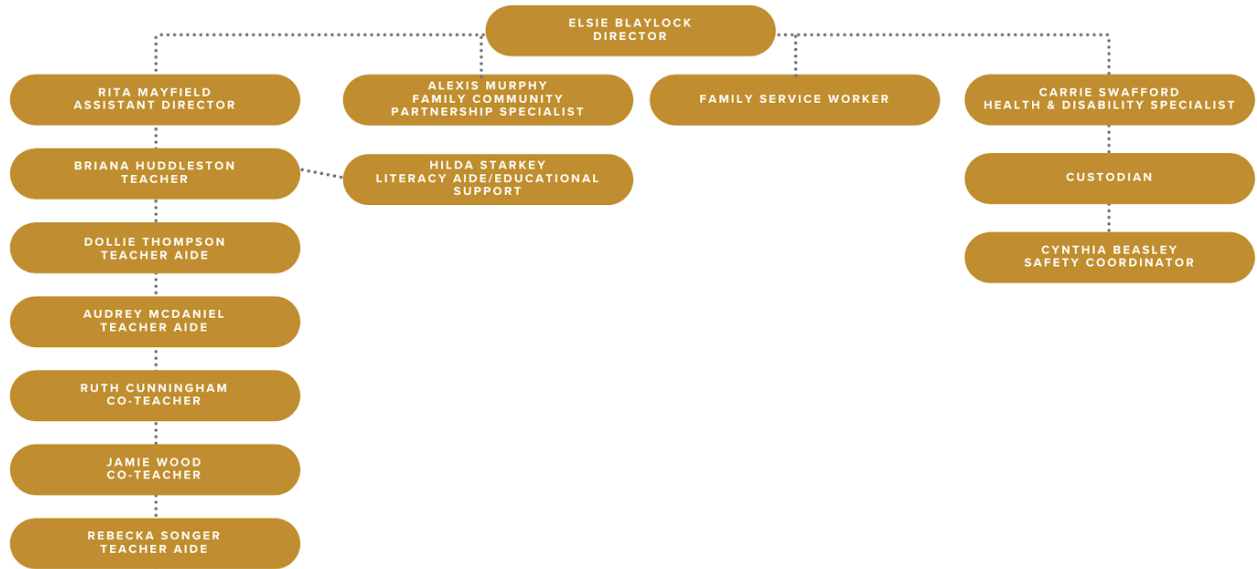 ELSIE BLAYLOCK
DIRECTOR
RITA MAYFIELD
ASSISTANT DIRECTOR
ALEXIS MURPHY
FAMILY COMMUNITY
PARTNERSHIP SPECIALIST
FAMILY SERVICE WORKER
CARRIE SWAFFORD
HEALTH & DISABILITY SPECIALIST
BRIANA HUDDLESTON
TEACHER
HILDA STARKEY
LITERACY AIDE/EDUCATIONAL
SUPPORT
CUSTODIAN
DOLLIE THOMPSON
TEACHER AIDE
CYNTHIA BEASLEY
SAFETY COORDINATOR
AUDREY MCDANIEL
TEACHER AIDE
RUTH CUNNINGHAM
CO-TEACHER
JAMIE WOOD
CO-TEACHER
REBECKA SONGER
TEACHER AIDE